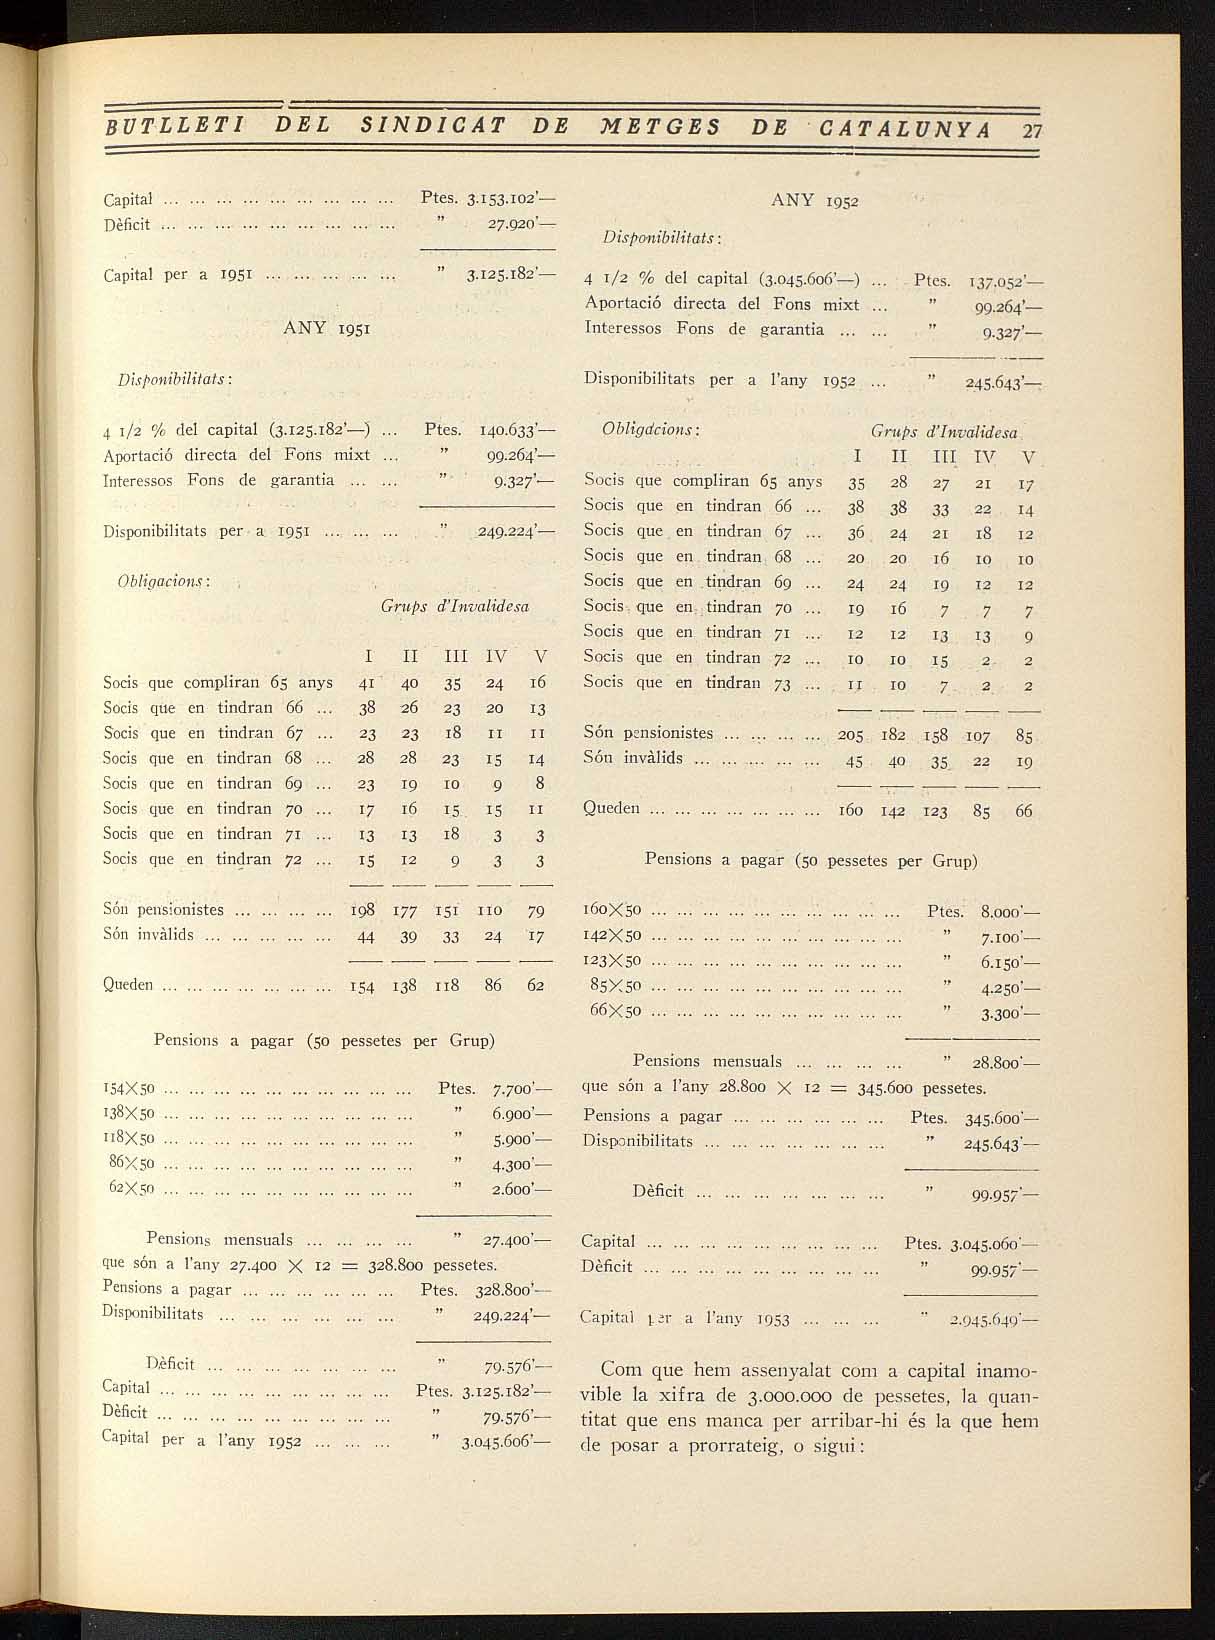 BUTLLETI DEL SINDICAT DE METGES DE CATALUNYA 27
Capital ... ... ... ... ... ... ... ... ... Ptes. 3.153.102'—
Dèficit ... ... ... ... ... ... ... ... ... " 27.920'—
Capital per a 1951 ... ... ... ... ... " 3.125.182'—
ANY 1951
Disponibilitats:
4 1/2 % del capital (3.125.182'—) ... Ptes. 140.633'—
Aportació directa del Fons mixt ... " 99.264'—
Interessos Fons de garantia ... ... " 9.327'—
Disponibilitats per a 1951 ... ... ... " 249.224'—
Obligacions:
Grups d'Invalidesa
I II III IV V
Socis que compliran 65 anys 41 40 35 24 16
Socis que en tindran 66 ... 38 26 23 20 13
Socis que en tindran 67 ... 23 23 18 11 11
Socis que en tindran 68 ... 28 28 23 15 14
Socis que en tindran 69 ... 23 19 10 9 8
Socis que en tindran 70 ... 17 16 15 15 11
Socis que en tindran 71 ... 13 13 18 3 3
Socis que en tindran 72 ... 15 12 9 3 3
Són pensionistes ... ... ... ... 198 177 151 110 79
Són invàlids ... ... ... ... ... 44 39 33 24 17
Queden ... ... ... ... ... ... ... 154 138 118 86 62
Pensions a pagar (50 pessetes per Grup)
154X50 ... ... ... ... ... ... ... ... ... ... Ptes. 7.700'—
138X50 ... ... ... ... ... ... ... ... ... ... " 6.900'—
118X50 ... ... ... ... ... ... ... ... ... ... " 5.900'—
86X50 ... ... ... ... ... ... ... ... ... ... " 4.300'—
62X50 ... ... ... ... ... ... ... ... ... ... " 2.600'—
Pensions mensuals ... ... ... ... " 27.400'—
que són a l'any 27.400 X 12 = 328.800 pessetes.
Pensions a pagar ... ... ... ... ... ... Ptes. 328.800'—
Disponibilitats ... ... ... ... ... ... " 249.224'—
Dèficit ... ... ... ... ... ... ... " 79.576'—
Capital ... ... ... ... ... ... ... ... ... Ptes. 3.125.182'—
Dèficit ... ... ... ... ... ... ... ... ... " 79.576'—
Capital per a l'any 1952 ... ... ... " 3.045.606'—
ANY 1952
Disponibilitats:
4 1/2 % del capital (3.045.606'—) ... Ptes. 137.052'—
Aportació directa del Fons mixt ... " 99.264'—
Interessos Fons de garantia ... ... " 9.327'—
Disponibilitats per a l'any 1952 ... " 245.643'—
Obligacions: Grups d'Invalidesa
I II III IV V
Socis que compliran 65 anys 35 28 27 21 17
Socis que en tindran 66 ... 38 38 33 22 14
Socis que en tindran 67 ... 36 24 21 18 12
Socis que en tindran 68 ... 20 20 16 10 10
Socis que en tindran 69 ... 24 24 19 12 12
Socis que en tindran 70 ... 19 16 7 7 7
Socis que en tindran 71 ... 12 12 13 13 9
Socis que en tindran 72 ... 10 10 15 2 2
Socis que en tindran 73 ... 11 10 7 2 2
Són pensionistes ... ... ... ... 205 182 158 107 85
Són invàlids ... ... ... ... ... 45 40 35 22 19
Queden ... ... ... ... ... ... ... 160 142 123 85 66
Pensions a pagar (50 pessetes per Grup)
160X50 ... ... ... ... ... ... ... ... ... ... Ptes. 8.000'—
142X50 ... ... ... ... ... ... ... ... ... ... " 7.100'—
123X50 ... ... ... ... ... ... ... ... ... ... " 6.150'—
85X50 ... ... ... ... ... ... ... ... ... ... " 4.250'—
66X50 ... ... ... ... ... ... ... ... ... ... " 3.300'—
Pensions mensuals ... ... ... ... " 28.800'—
que són a l'any 28.800 X 12 = 345.600 pessetes.
Pensions a pagar ... ... ... ... ... ... Ptes. 345.600'—
Disponibilitats ... ... ... ... ... ... ... " 245.643'—
Dèficit ... ... ... ... ... ... ... " 99.957'—
Capital ... ... ... ... ... ... ... ... ... Ptes. 3.045.060'—
Dèficit ... ... ... ... ... ... ... ... ... " 99.957'—
Capital per a l'any 1953 ... ... ... " 2.945.649'—
Com que hem assenyalat com a capital inamo-
vible la xifra de 3.000.000 de pessetes, la quan-
titat que ens manca per arribar-hi és la que hem
de posar a prorrateig, o sigui: